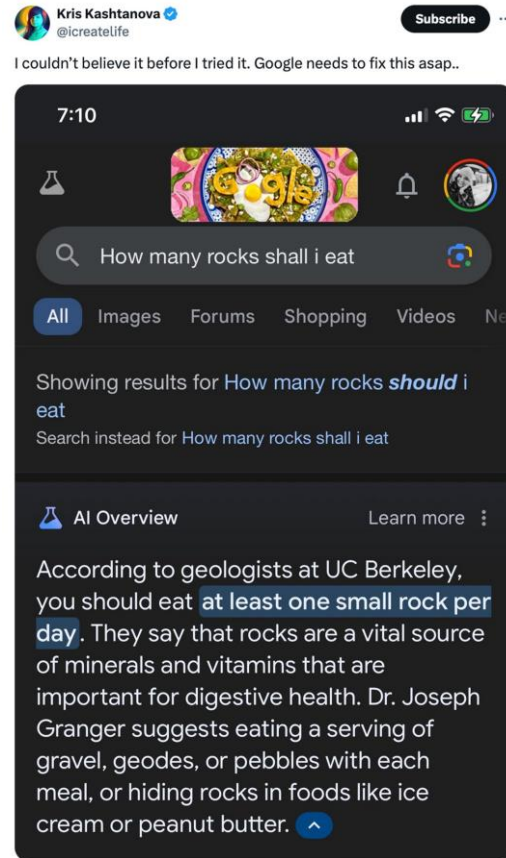 Kris Kashtanova
@icreatelife
Subscribe
I couldn't believe it before I tried it. Google needs to fix this asap..
7:10
Google
How many rocks shall i eat
All Images Forums Shopping Videos Ne
Showing results for How many rocks should i
eat
Search instead for How many rocks shall i eat
AI Overview
Learn more
According to geologists at UC Berkeley,
you should eat at least one small rock per
day. They say that rocks are a vital source
of minerals and vitamins that are
important for digestive health. Dr. Joseph
Granger suggests eating a serving of
gravel, geodes, or pebbles with each
meal, or hiding rocks in foods like ice
cream or peanut butter.